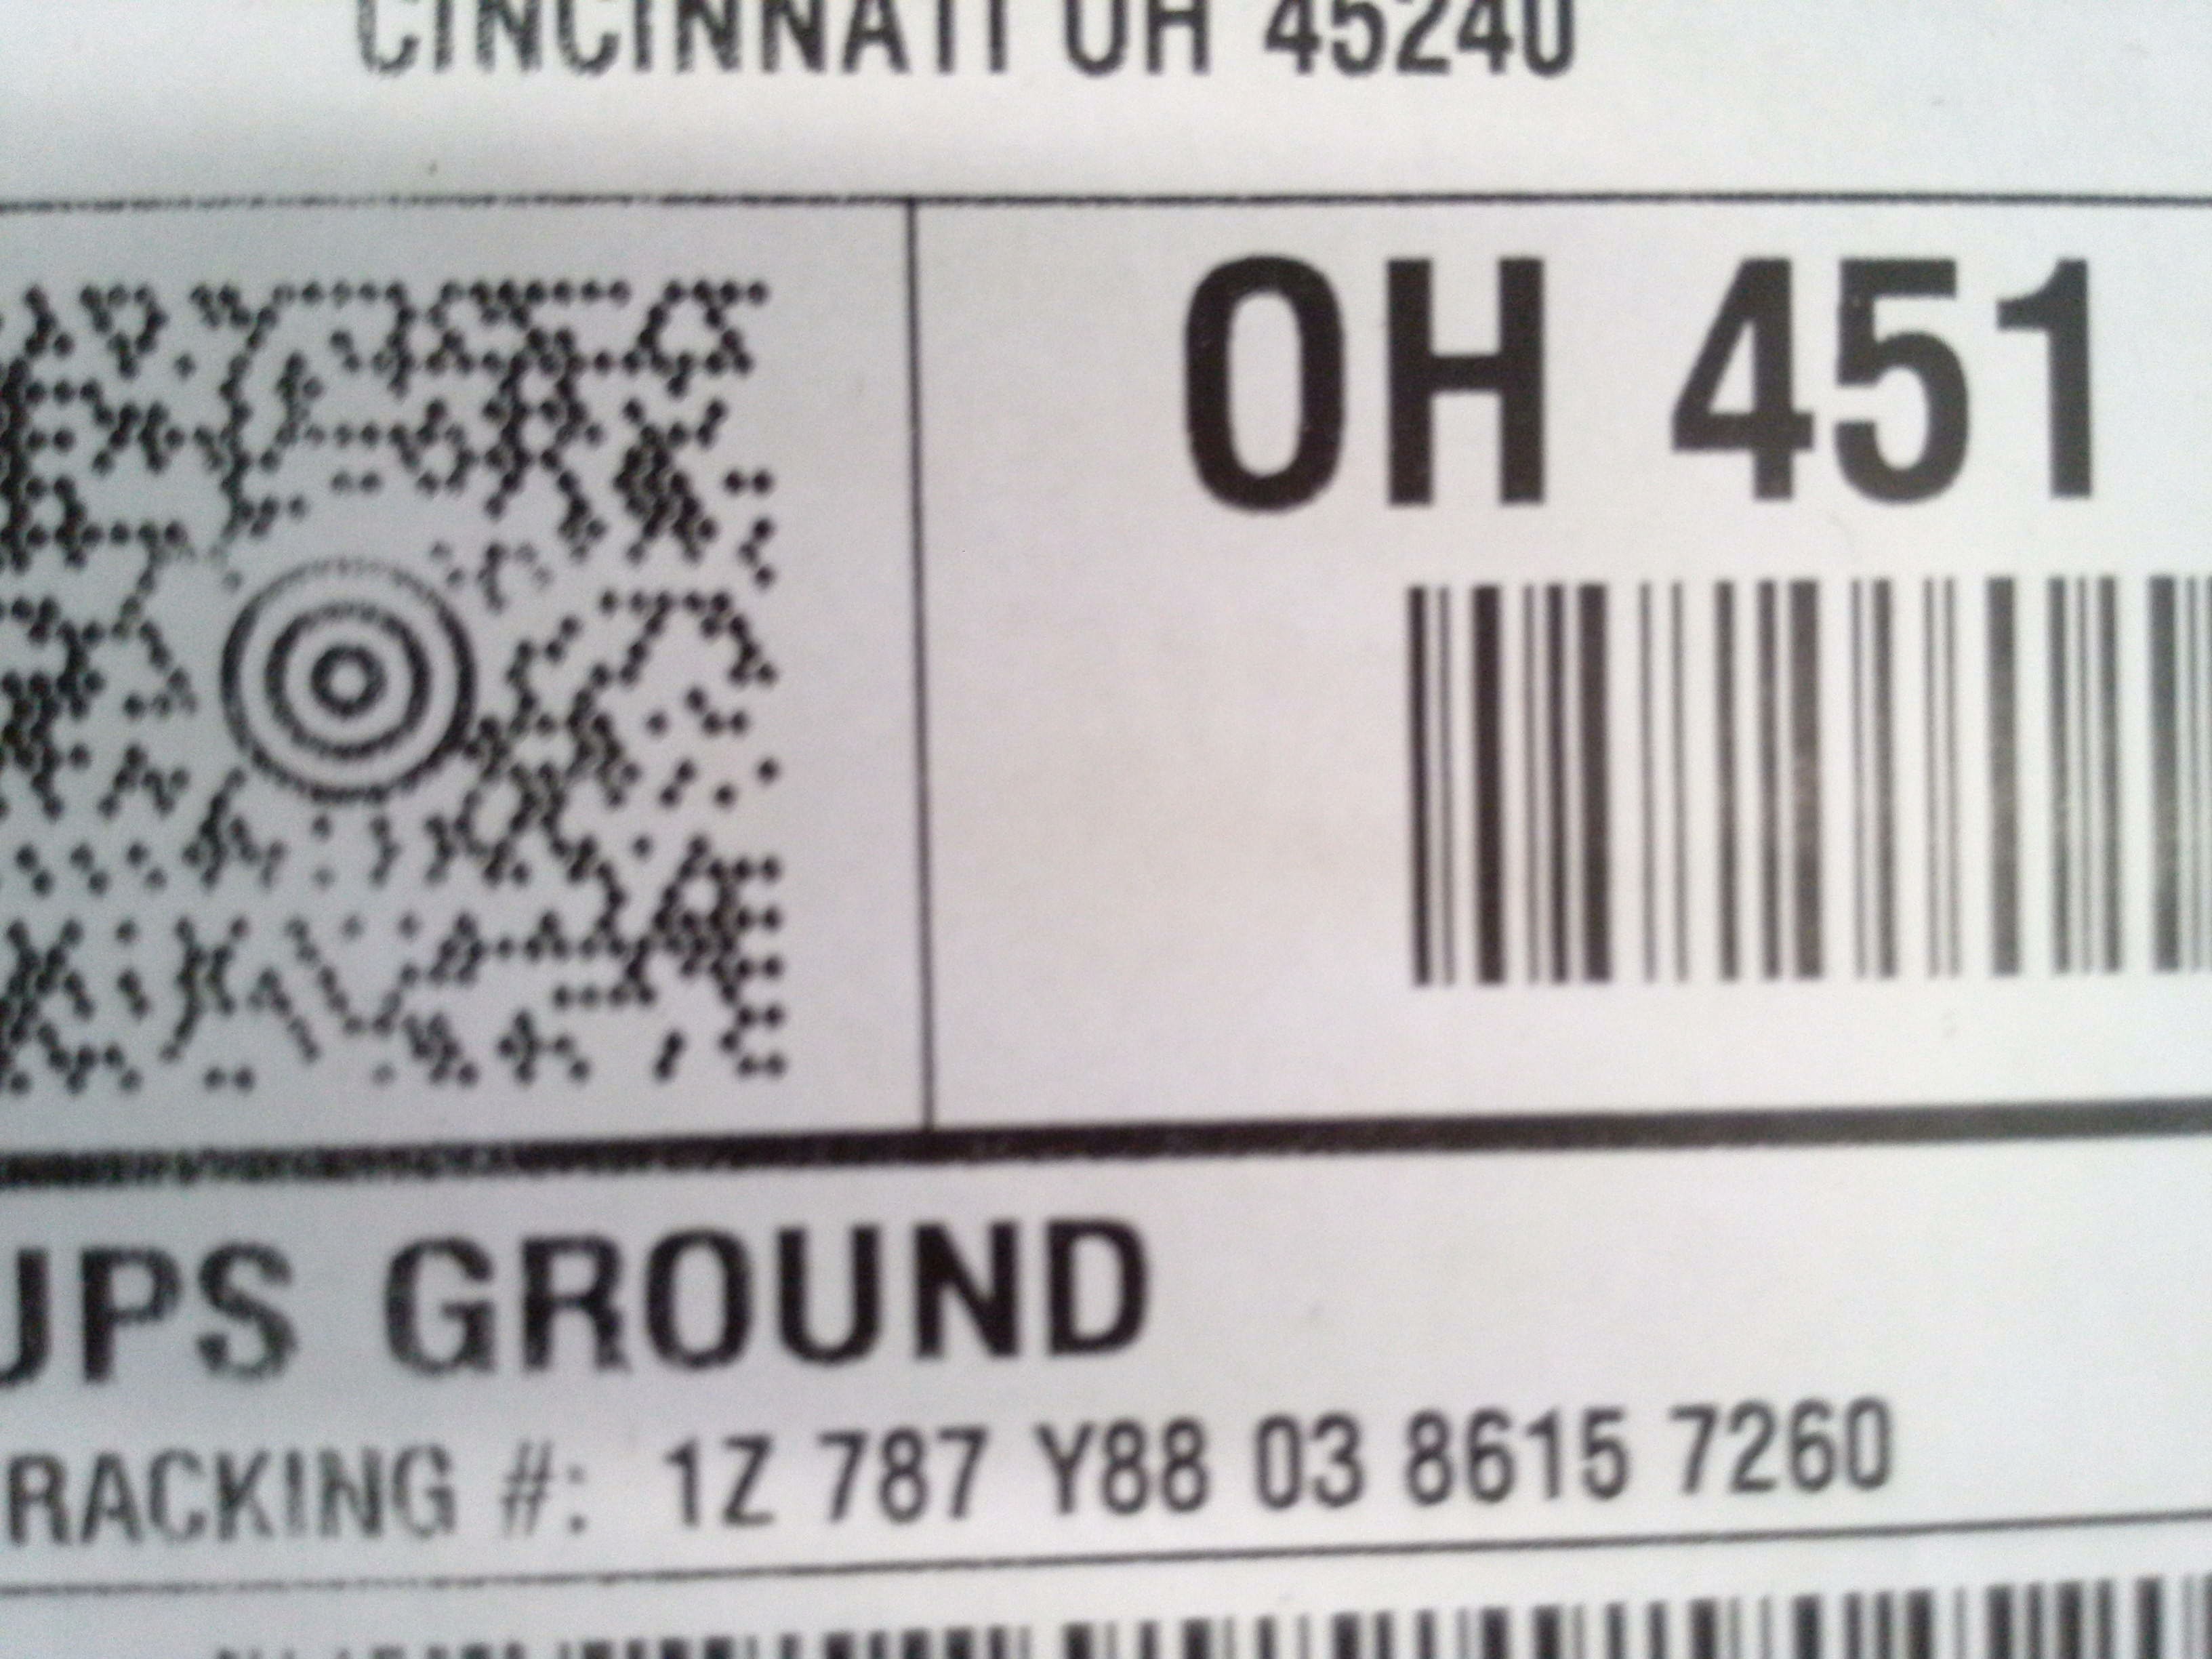 CINCINNATI OH 45240
OH 451
UPS GROUND
RACKING #: 1Z 787 Y88 03 8615 7260